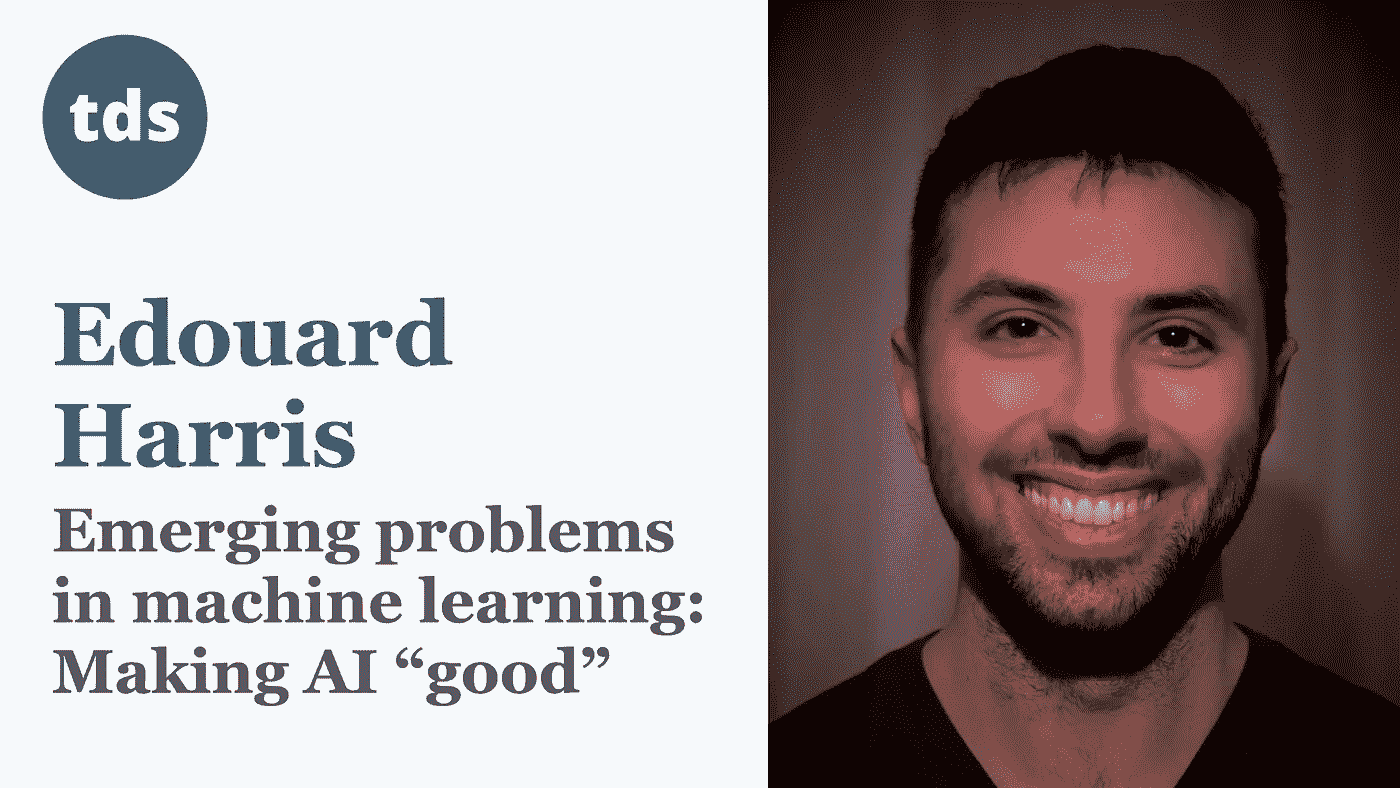 tds
Edouard
Harris
Emerging problems
in machine learning:
Making AI “good”